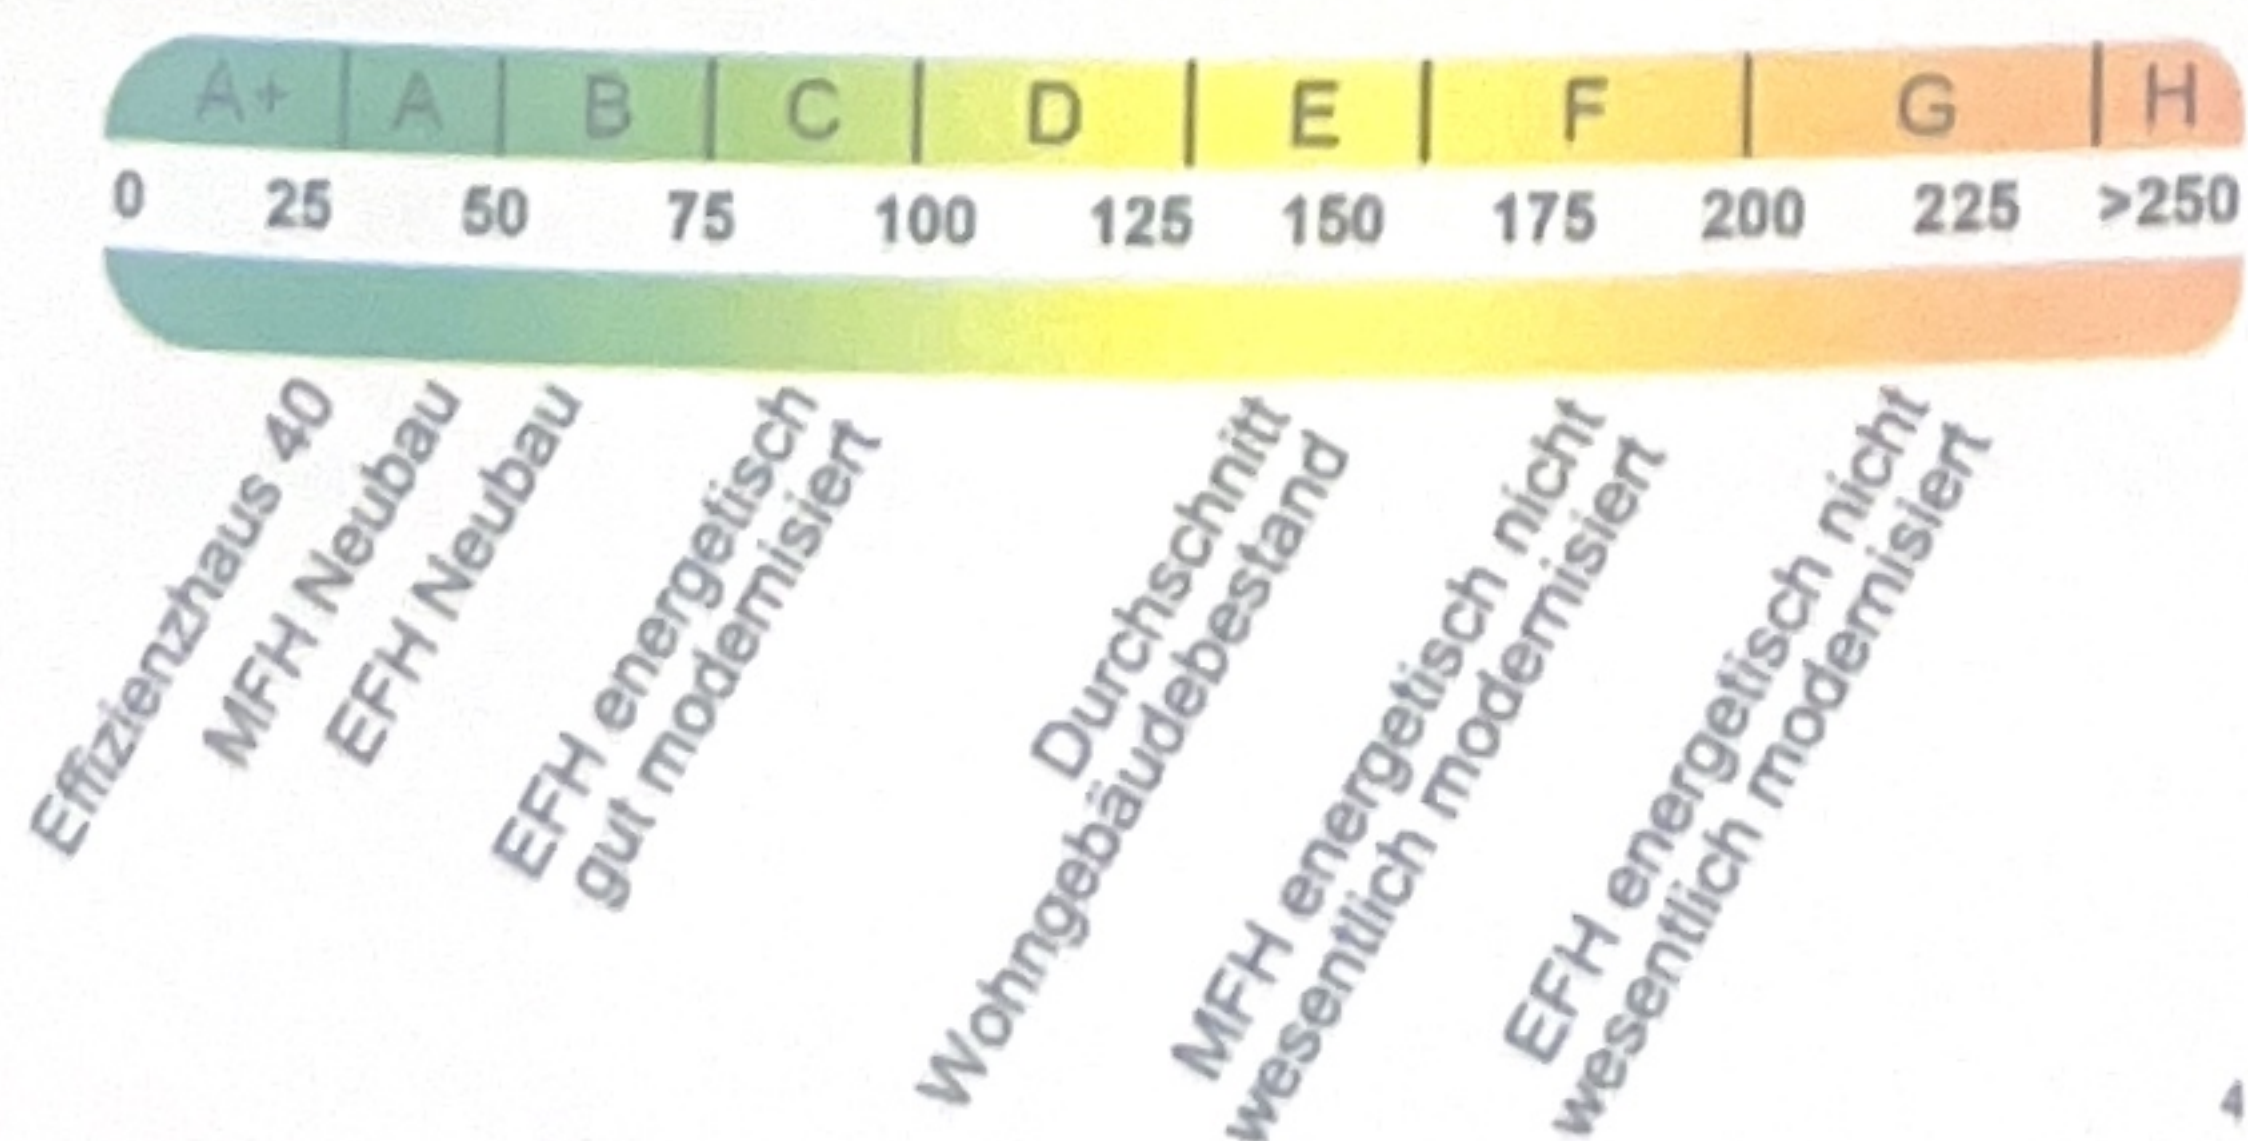 A+ A B C D E F G H
0 25 50 75 100 125 150 175 200 225 >250
Effizienzhaus 40
MFH Neubau
EFH Neubau
EFH energetisch
gut modernisiert
Durchschnitt
Wohngebäudebestand
MFH energetisch nicht
wesentlich modernisiert
EFH energetisch nicht
wesentlich modernisiert
4